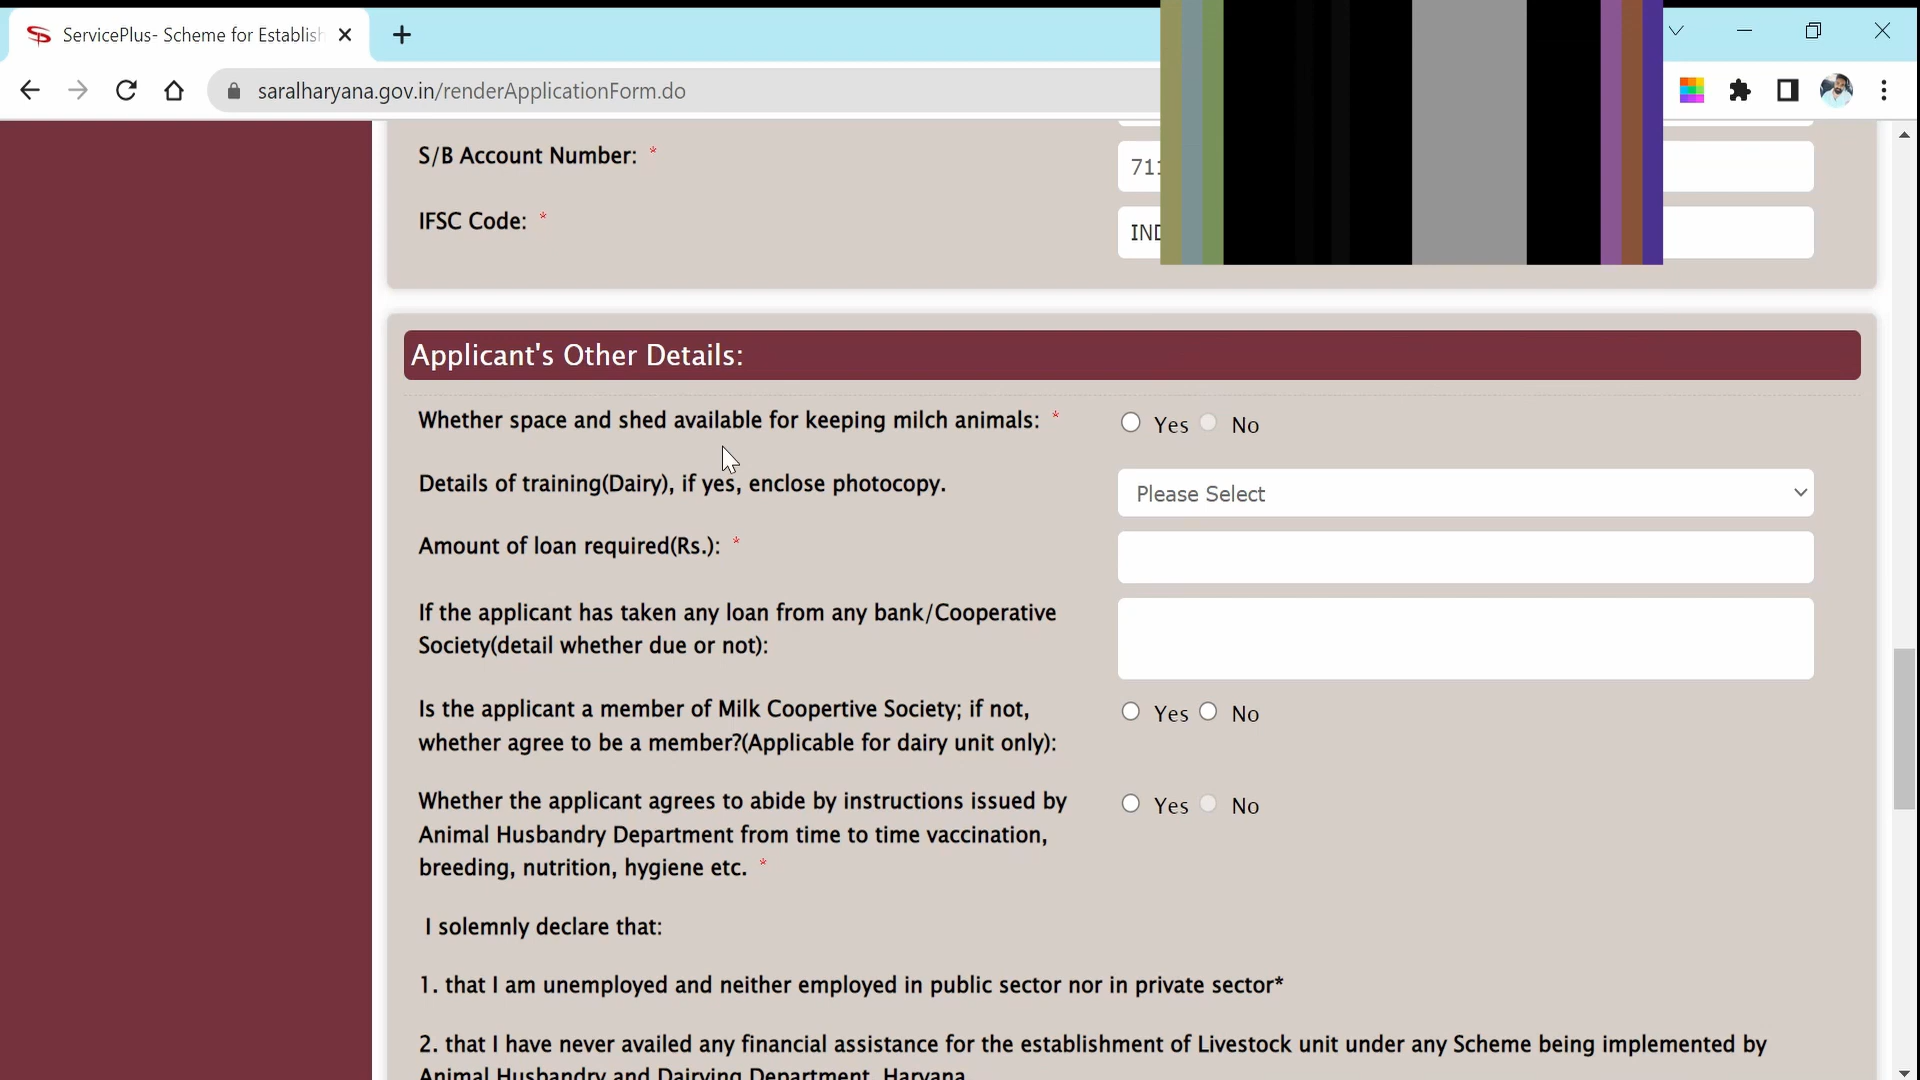 ServicePlus- Scheme for Establish
saralharyana.gov.in/renderApplicationForm.do
S/B Account Number: *
711
IFSC Code: *
IND
Applicant's Other Details:
Whether space and shed available for keeping milch animals: *
Yes No
Details of training(Dairy), if yes, enclose photocopy.
Please Select
Amount of loan required(Rs.): *
If the applicant has taken any loan from any bank/Cooperative
Society(detail whether due or not):
Is the applicant a member of Milk Coopertive Society; if not,
whether agree to be a member?(Applicable for dairy unit only):
Yes No
Whether the applicant agrees to abide by instructions issued by
Animal Husbandry Department from time to time vaccination,
breeding, nutrition, hygiene etc. *
Yes No
I solemnly declare that:
1. that I am unemployed and neither employed in public sector nor in private sector*
2. that I have never availed any financial assistance for the establishment of Livestock unit under any Scheme being implemented by
Animal Husbandry and Dairying Department, Haryana